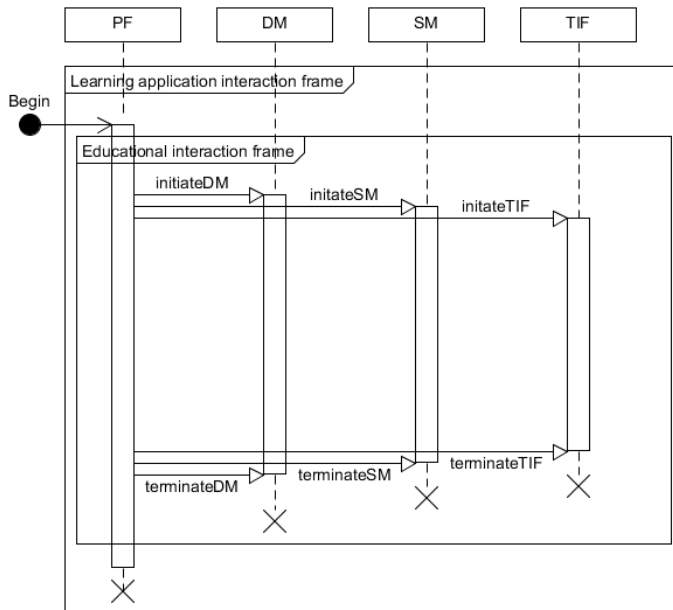 PF
DM
SM
TIF
Learning application interaction frame
Begin
Educational interaction frame
initiateDM
initateSM
initateTIF
terminateTIF
terminateSM
terminateDM